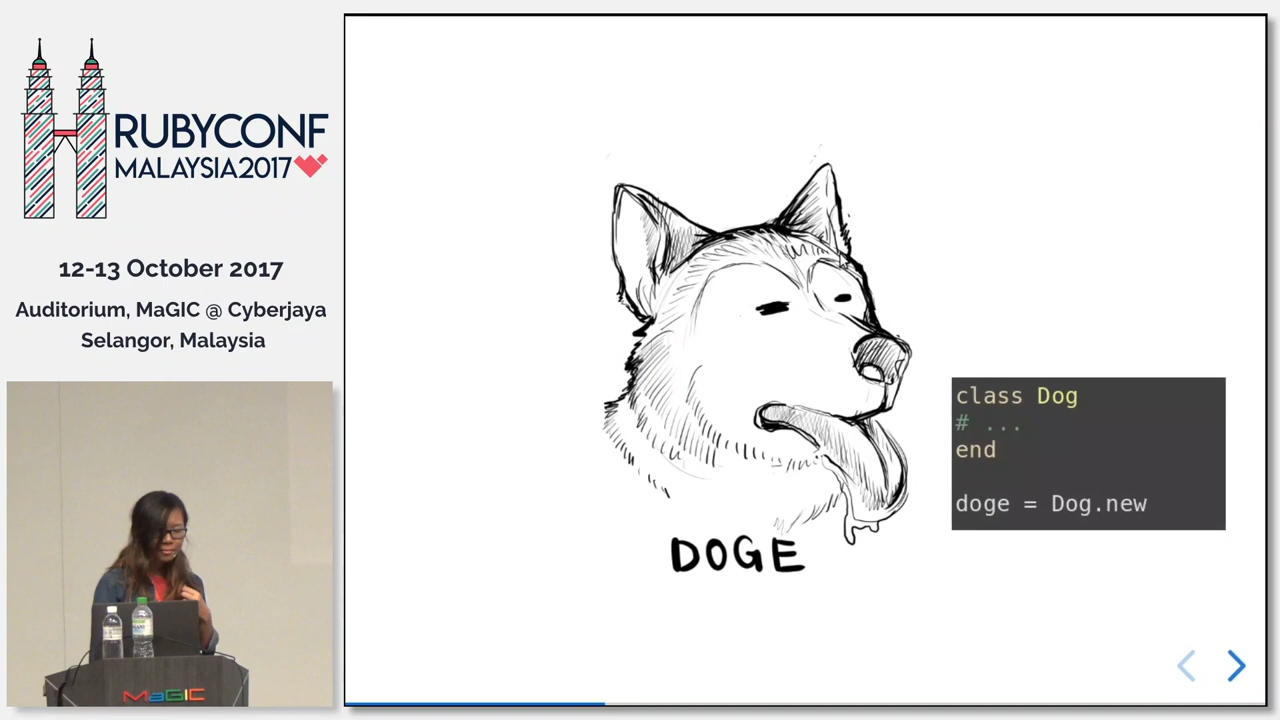 RUBYCONF
MALAYSIA2017
12-13 October 2017
Auditorium, MaGIC @ Cyberjaya
Selangor, Malaysia
MaGIC
DOGE
class Dog
# ...
end
doge = Dog.new